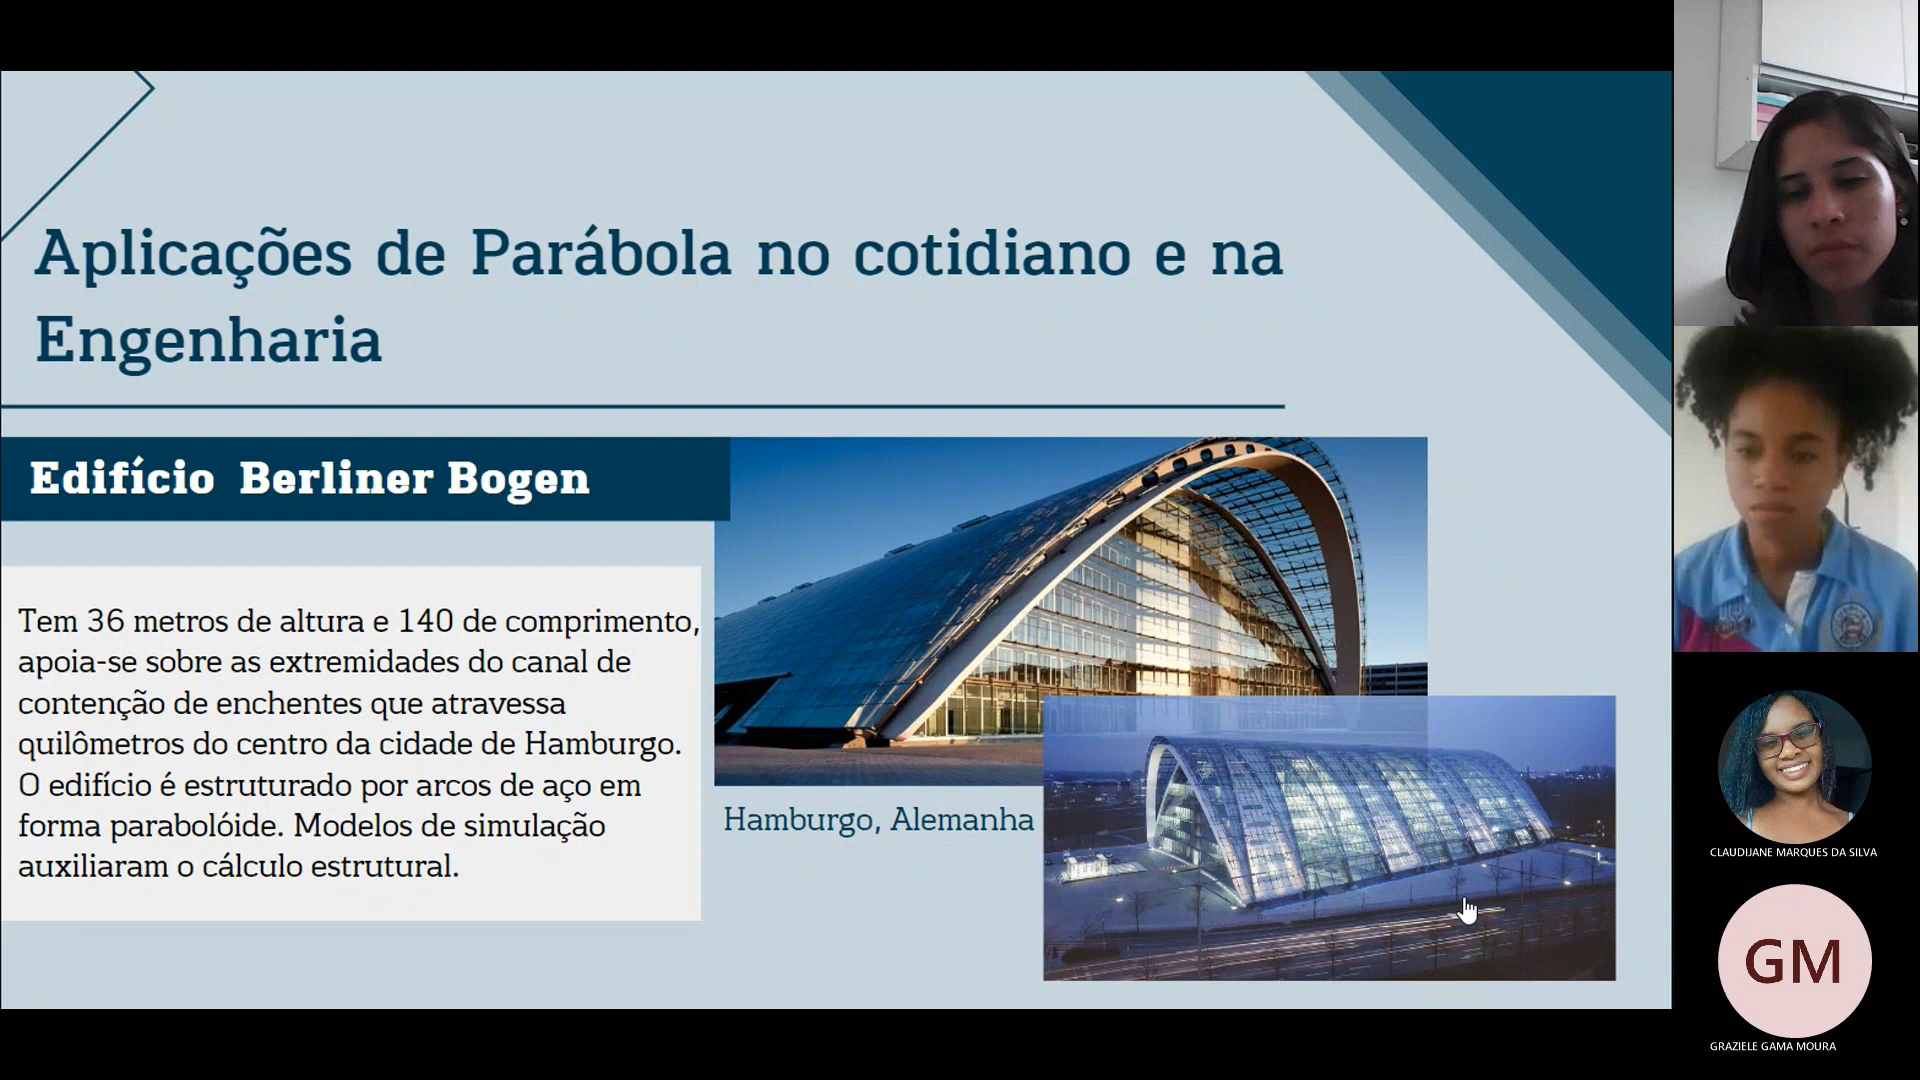 Aplicações de Parábola no cotidiano e na
Engenharia
Edifício Berliner Bogen
Tem 36 metros de altura e 140 de comprimento,
apoia-se sobre as extremidades do canal de
contenção de enchentes que atravessa
quilômetros do centro da cidade de Hamburgo.
O edifício é estruturado por arcos de aço em
forma parabolóide. Modelos de simulação
auxiliaram o cálculo estrutural.
Hamburgo, Alemanha
CLAUDIJANE MARQUES DA SILVA
GM
GRAZIELE GAMA MOURA